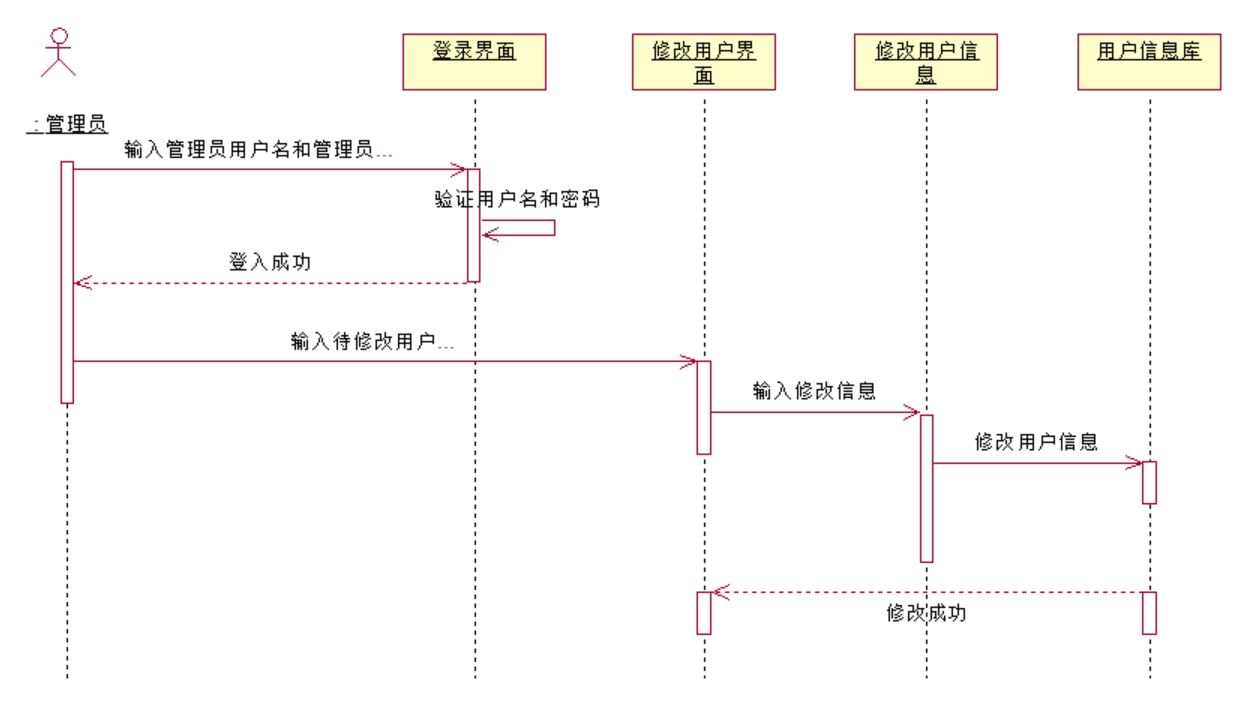 登录界面
修改用户界
面
修改用户信
息
用户信息库
: 管理员
输入管理员用户名和管理员...
验证用户名和密码
登入成功
输入待修改用户...
输入修改信息
修改用户信息
修改成功